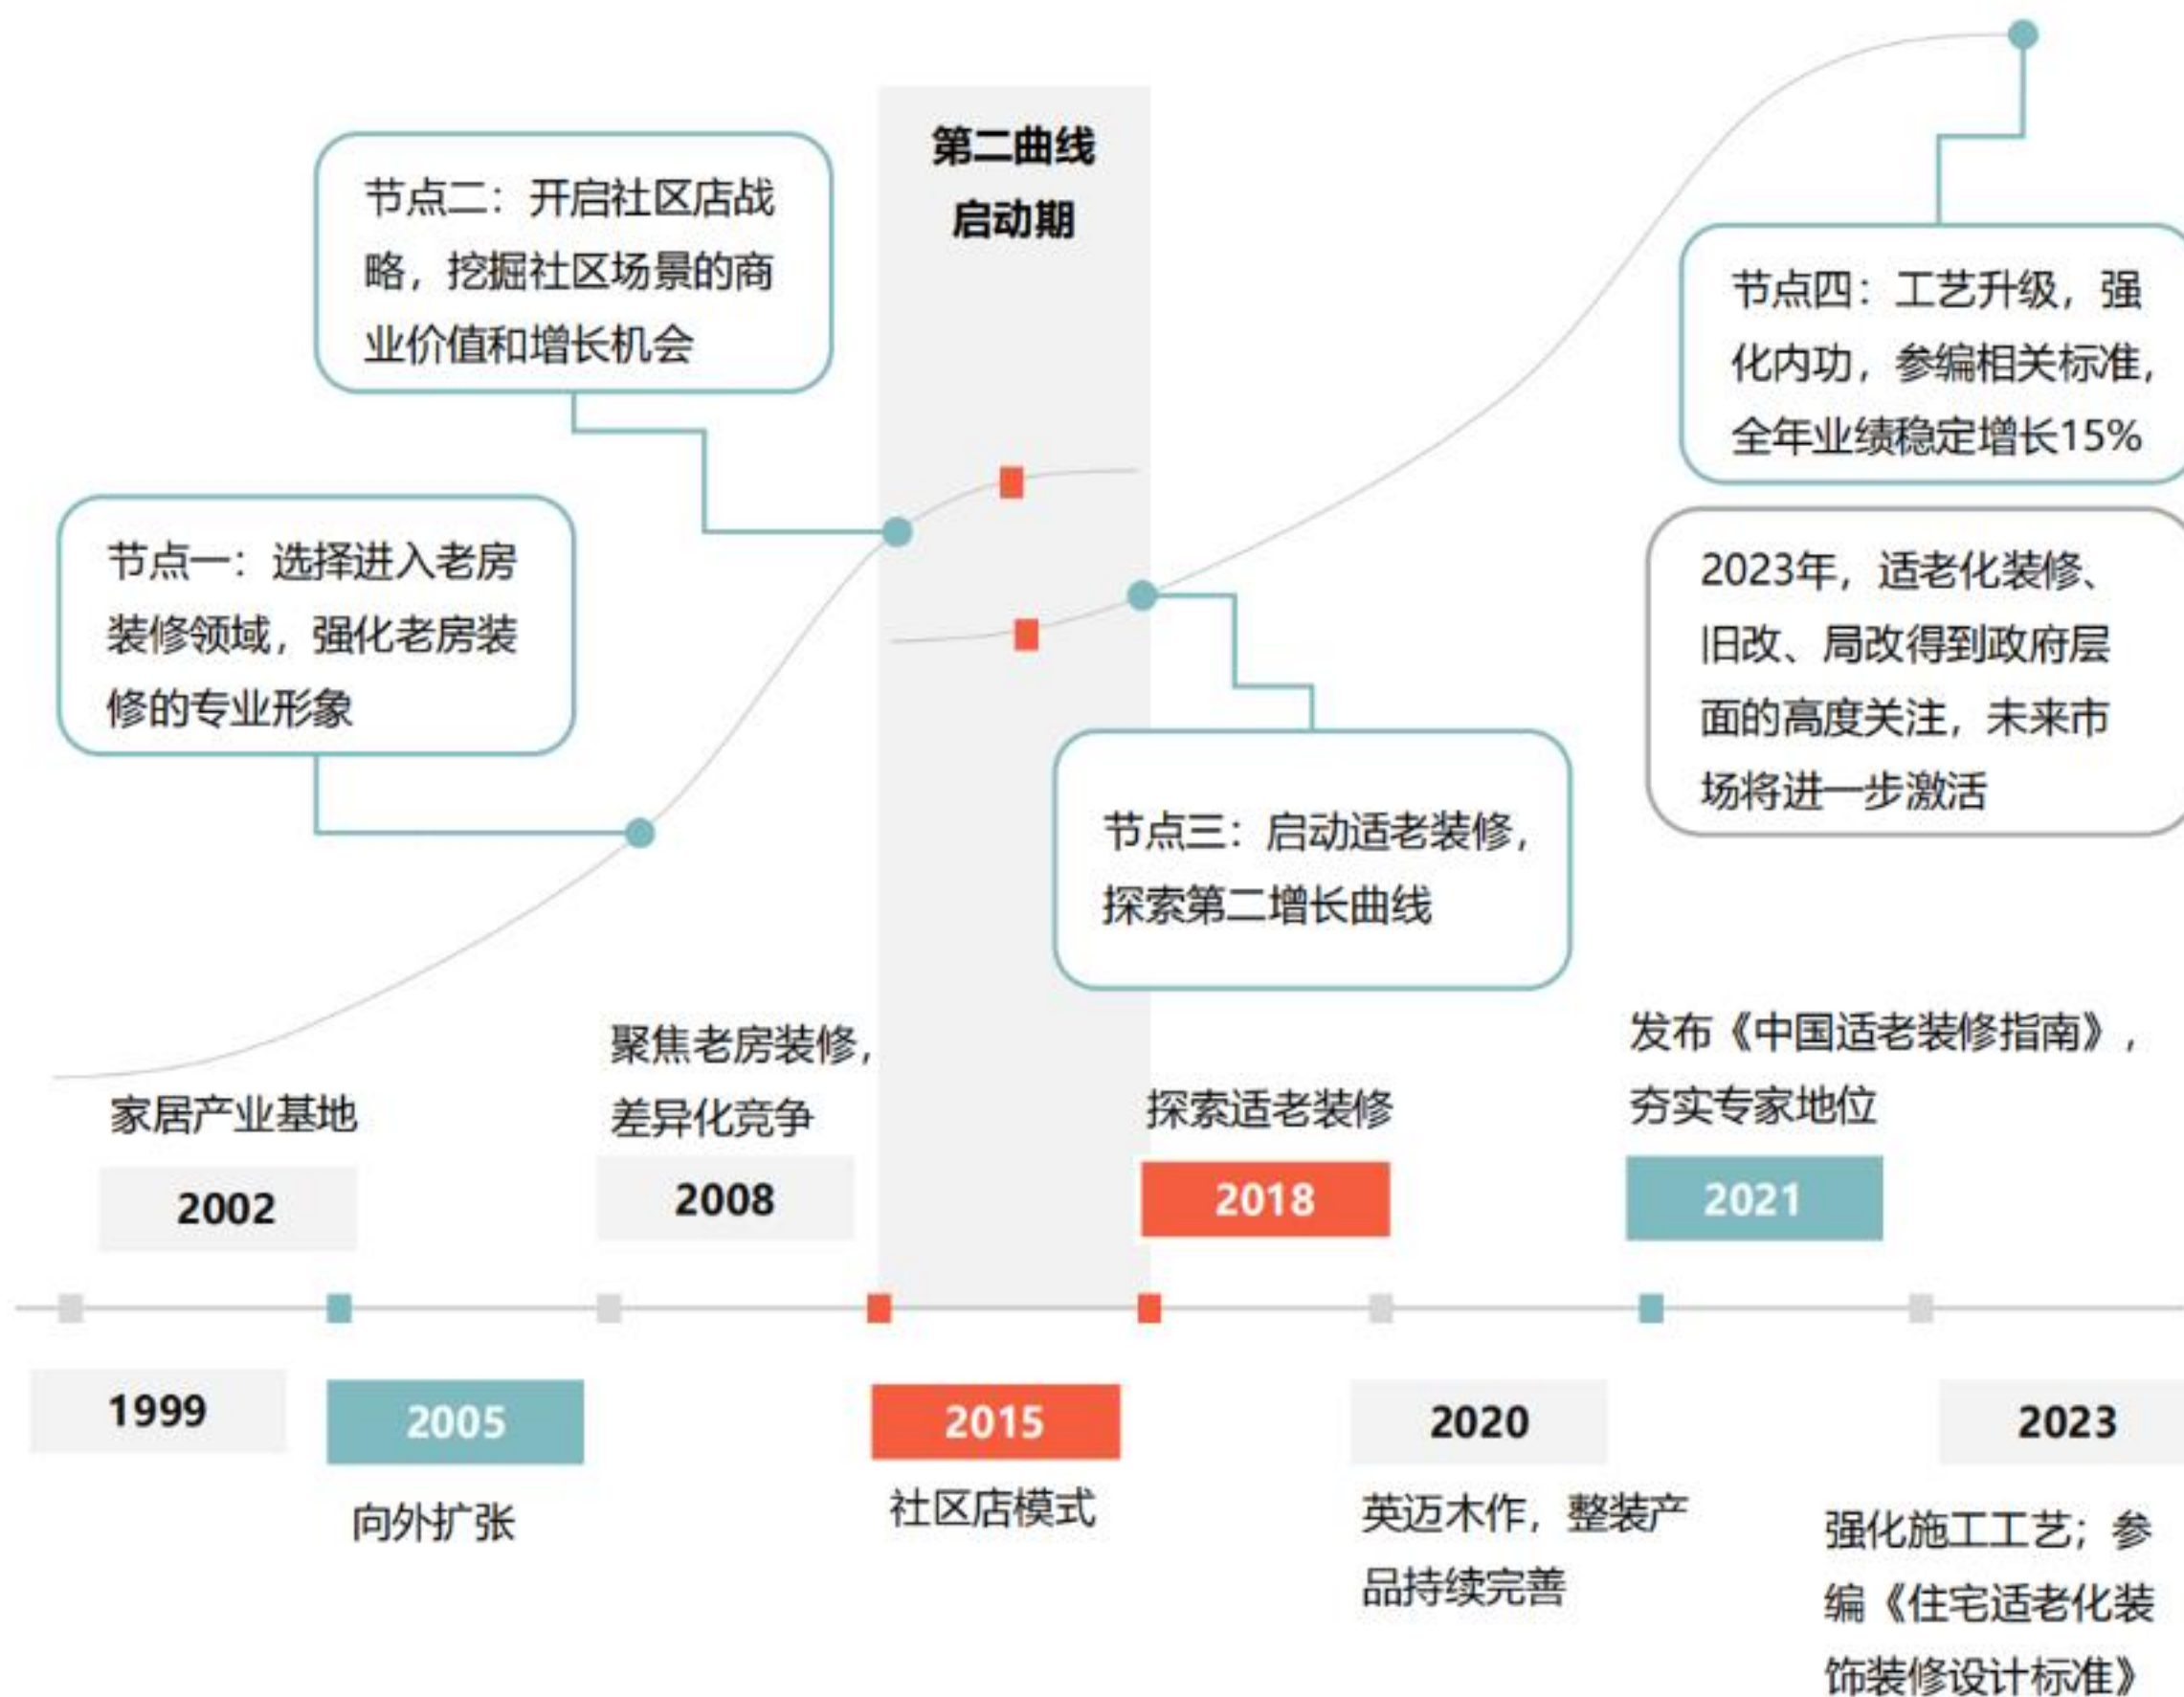 第二曲线
启动期
节点二：开启社区店战
略，挖掘社区场景的商
业价值和增长机会
节点四：工艺升级，强
化内功，参编相关标准，
全年业绩稳定增长15%
节点一：选择进入老房
装修领域，强化老房装
修的专业形象
2023年，适老化装修、
旧改、局改得到政府层
面的高度关注，未来市
场将进一步激活
节点三：启动适老装修，
探索第二增长曲线
家居产业基地
2002
聚焦老房装修，
差异化竞争
2008
探索适老装修
2018
发布《中国适老装修指南》，
夯实专家地位
2021
1999
2005
向外扩张
2015
社区店模式
2020
英迈木作，整装产
品持续完善
2023
强化施工工艺；参
编《住宅适老化装
饰装修设计标准》